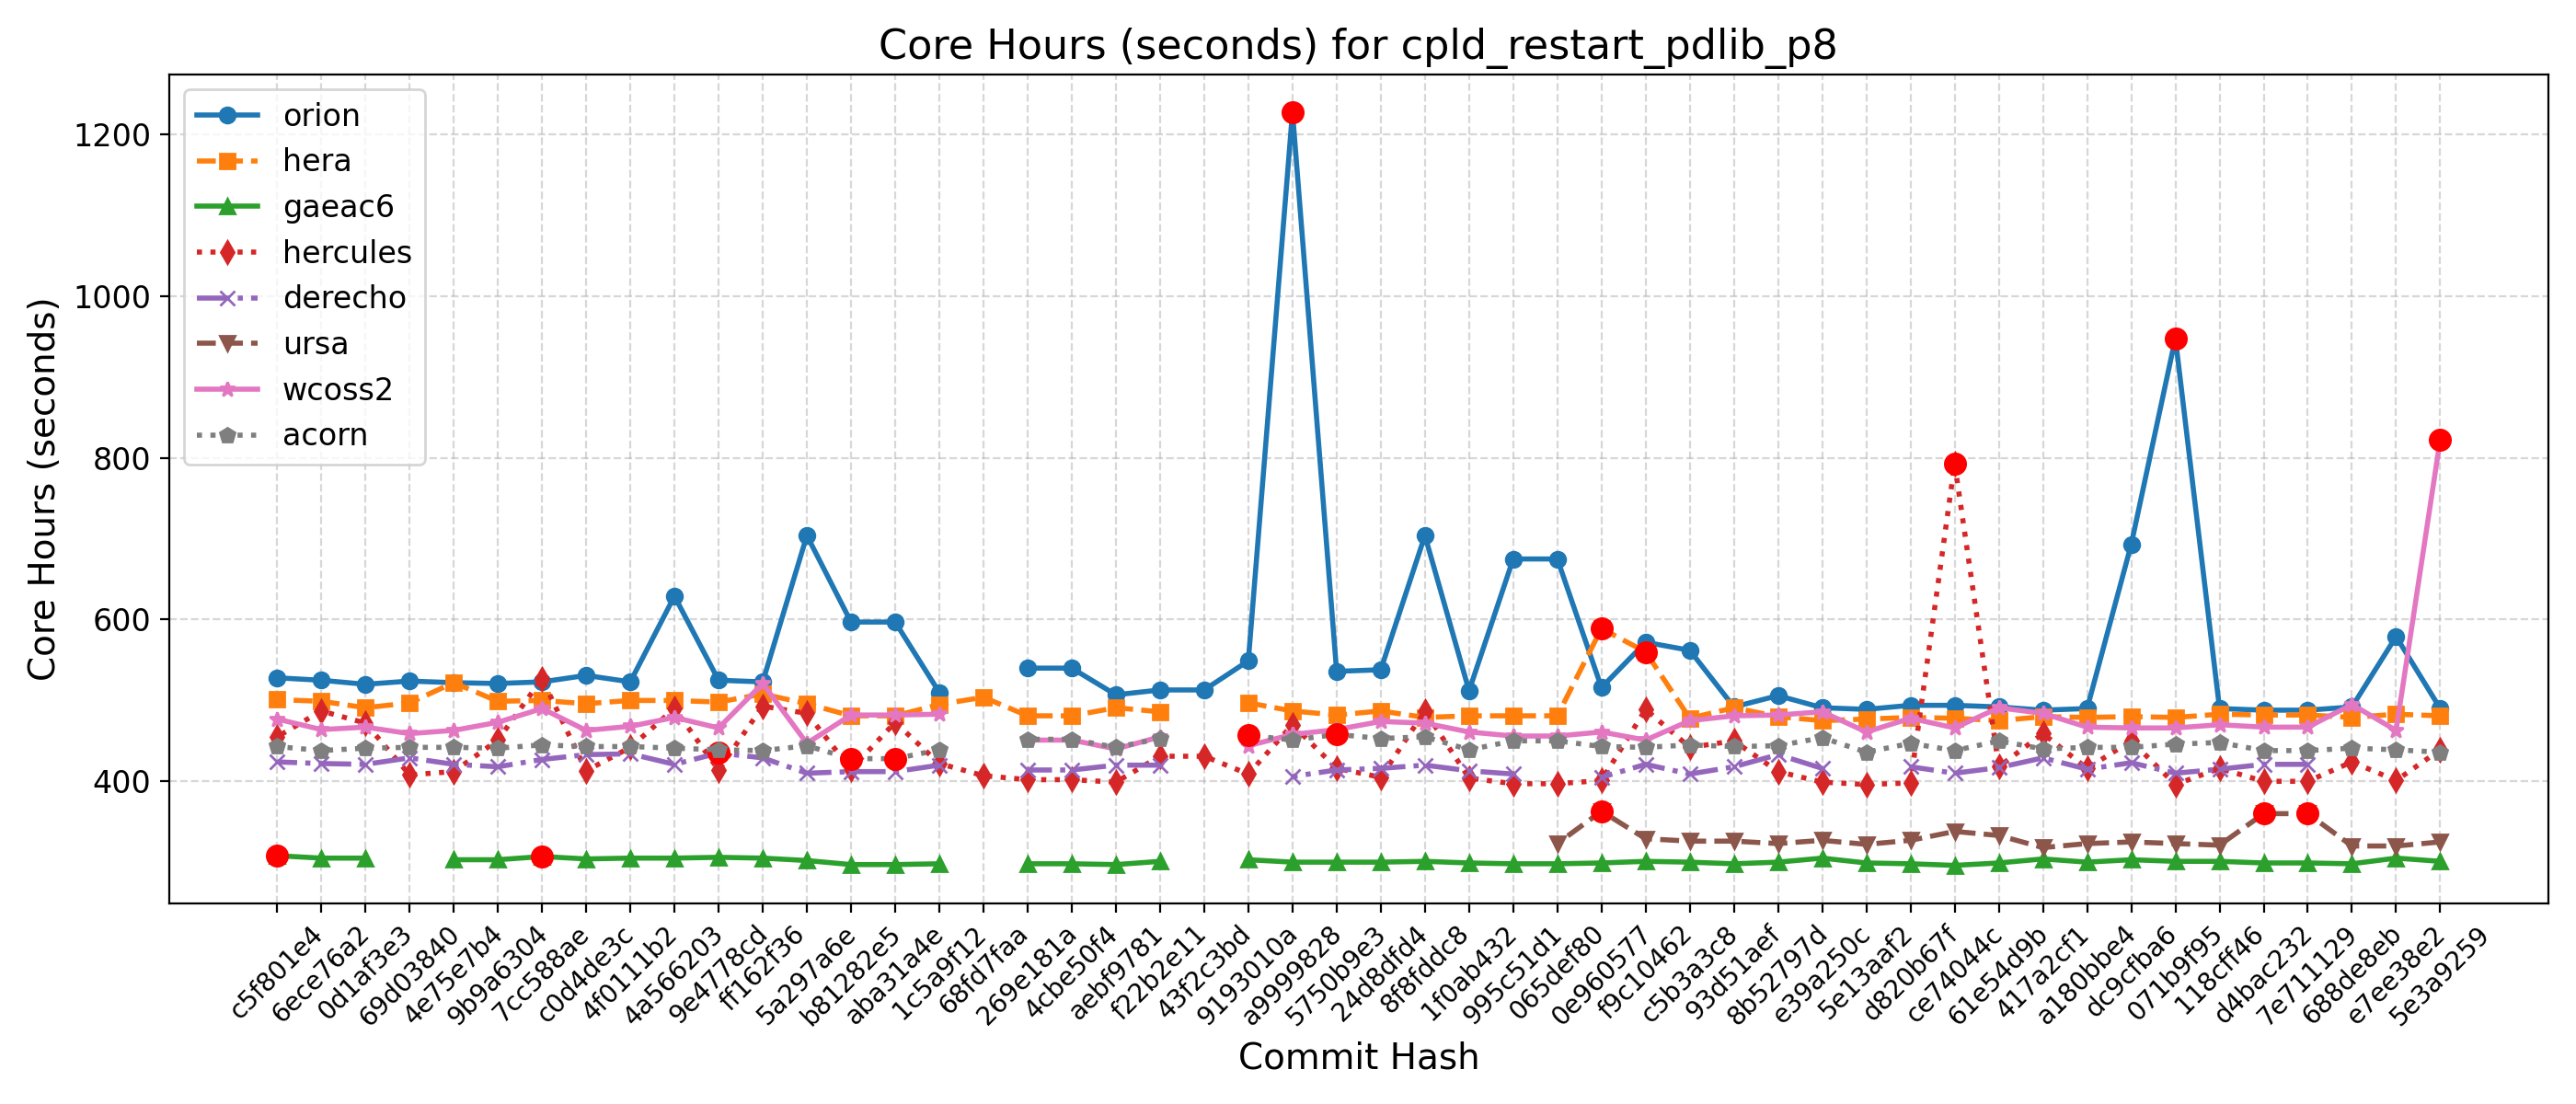 Core Hours (seconds) for cpld_restart_pdlib_p8
Core Hours (seconds)
1200
1000
800
600
400
orion
hera
gaeac6
hercules
derecho
ursa
wcoss2
acorn
c5f801e4
6ece76a2
0d1af3e3
69d03840
4e75e7b4
9b9a6304
7cc588ae
c0d4de3c
4f0111b2
4a566203
9e4778cd
ff162f36
5a297a6e
b81282e5
aba31a4e
1c5a9f12
68fd7faa
269e181a
4cbe50f4
aebf9781
f22b2e11
43f2c3bd
9193010a
a9999828
5750b9e3
24d8dfd4
8f8fddc8
1f0ab432
995c51d1
065def80
0e960577
f9c10462
c5b3a3c8
93d51aef
8b52797d
e39a250c
5e13aaf2
d820b67f
ce74044c
61e54d9b
417a2cf1
a180bbe4
dc9cfba6
071b9f95
118cff46
d4bac232
7e711129
688de8eb
e7ee38e2
5e3a9259
Commit Hash